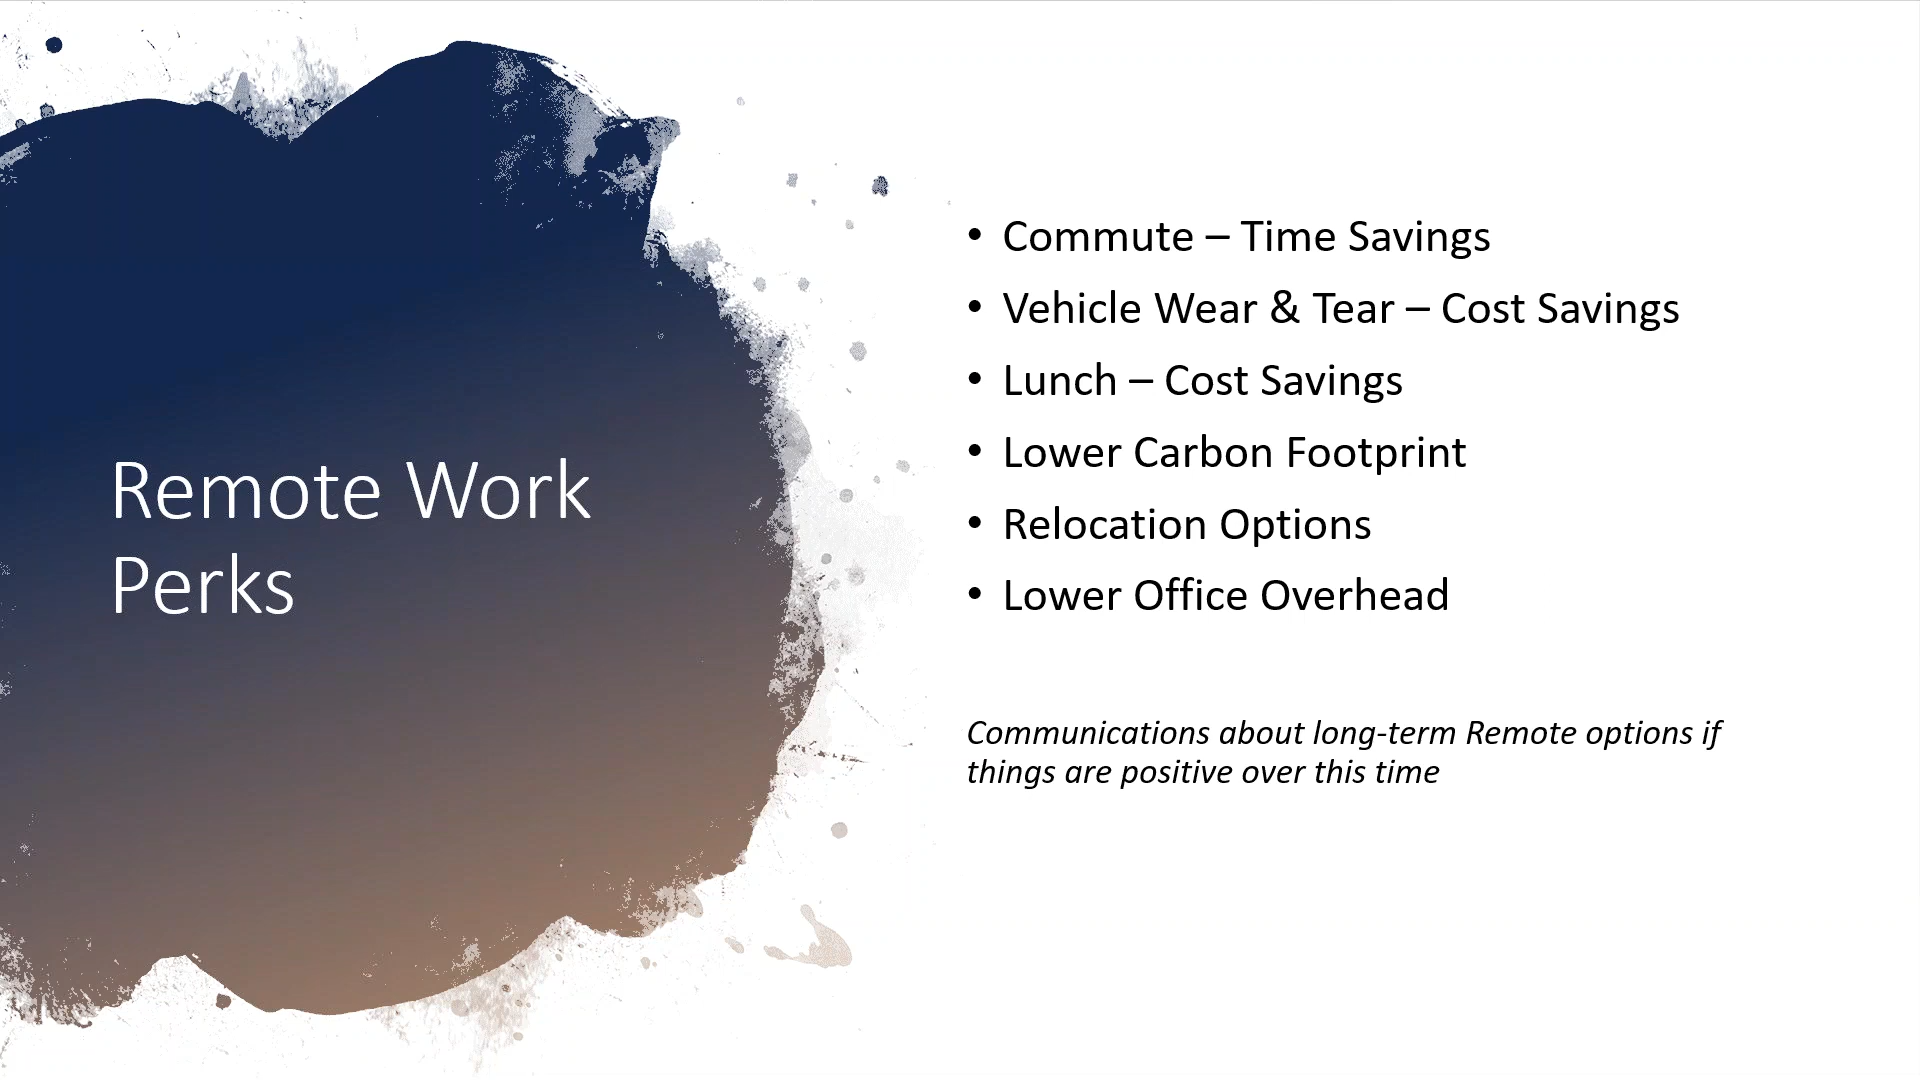 Remote Work
Perks
• Commute – Time Savings
• Vehicle Wear & Tear – Cost Savings
• Lunch – Cost Savings
• Lower Carbon Footprint
• Relocation Options
• Lower Office Overhead
Communications about long-term Remote options if
things are positive over this time